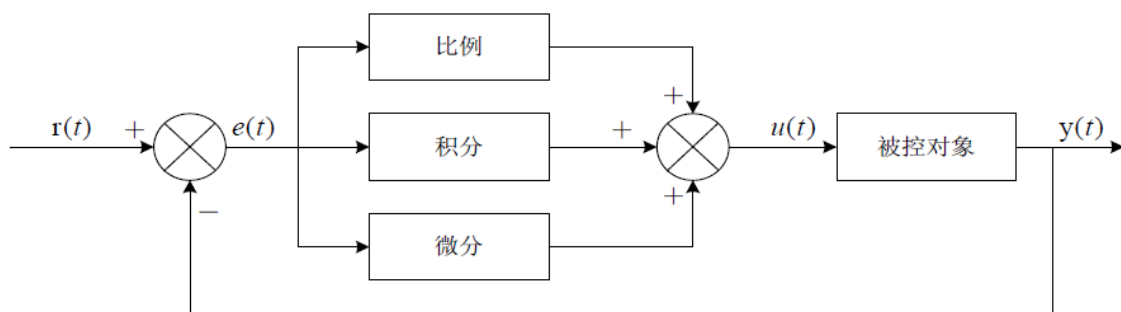 比例
+
r(t)
+
e(t)
积分
+
u(t)
被控对象
y(t)
+
−
微分